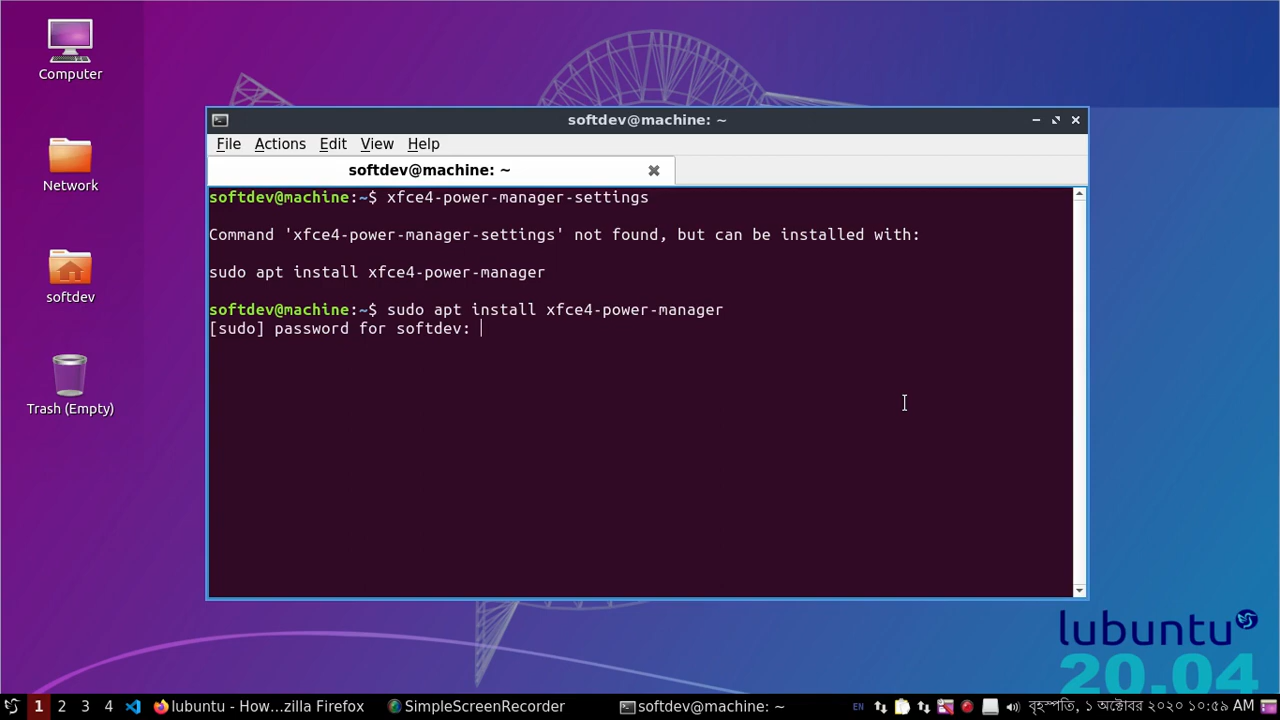 Computer
Network
softdev
Trash (Empty)
softdev@machine: ~
File Actions Edit View Help
softdev@machine: ~
softdev@machine:~$ xfce4-power-manager-settings
Command 'xfce4-power-manager-settings' not found, but can be installed with:
sudo apt install xfce4-power-manager
softdev@machine:~$ sudo apt install xfce4-power-manager
[sudo] password for softdev:
lubuntu
20.04
1 2 3 4 lubuntu - How...zilla Firefox SimpleScreenRecorder softdev@machine: ~ EN বৃহস্পতি, ১ অক্টোবর ২০২০ ১০:৫৯ AM